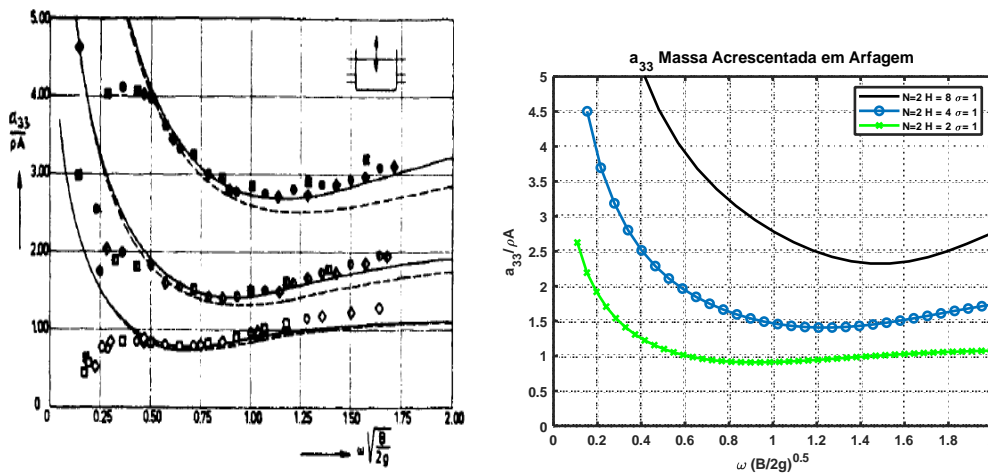 5.00
4.00
a33
ρA
3.00
2.00
1.00
0
0
0.25
0.50
0.75
1.00
1.25
1.50
1.75
2.00
ω√B/2g
a33 Massa Acrescentada em Arfagem
N=2 H = 8 σ= 1
N=2 H = 4 σ= 1
N=2 H = 2 σ= 1
5
4.5
4
3.5
3
2.5
2
1.5
1
0.5
0
a33/ρA
0 0.2 0.4 0.6 0.8 1 1.2 1.4 1.6 1.8
ω (B/2g)^0.5